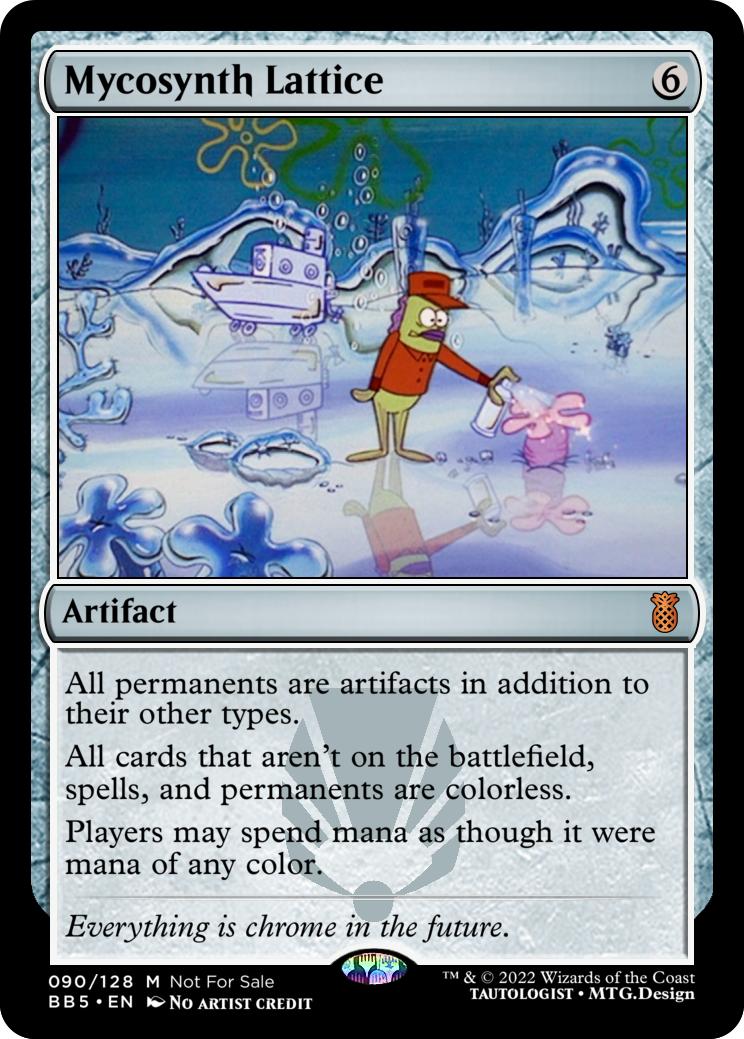 Mycosynth Lattice 6
Artifact
All permanents are artifacts in addition to
their other types.
All cards that aren't on the battlefield,
spells, and permanents are colorless.
Players may spend mana as though it were
mana of any color.
Everything is chrome in the future.
090/128 M Not For Sale
BB5 • EN No artist credit
™ & © 2022 Wizards of the Coast
TAUTOLOGIST • MTG.Design